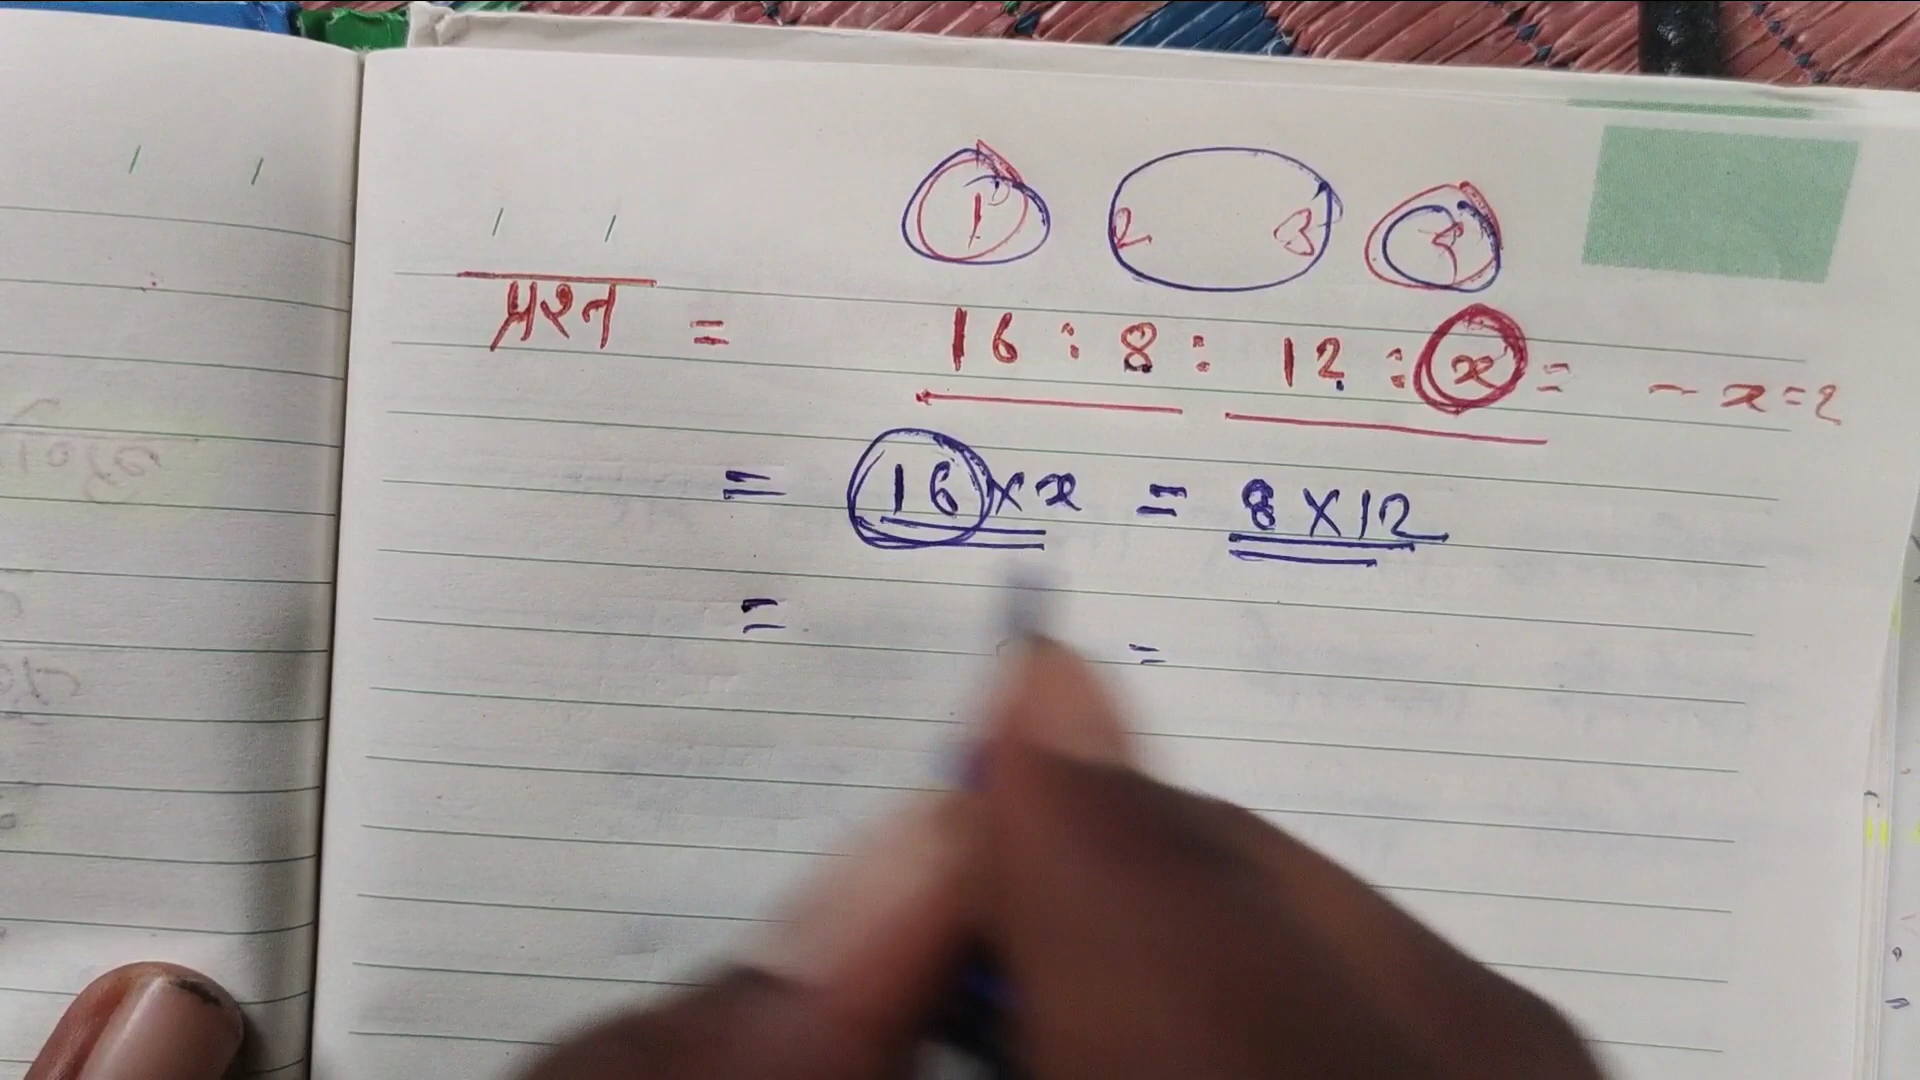 1 2 3 4
प्रश्न = 16 : 8 : 12 : x = - x=2
= 16 × x = 8 × 12
= =